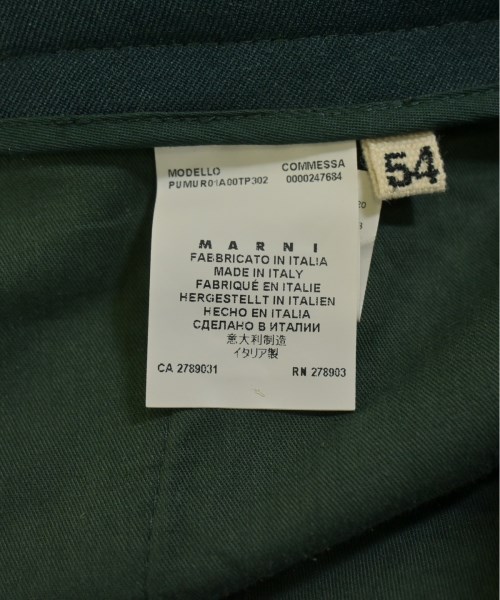 MODELLO COMMESSA
PUMUR01A00TP302 0000247684
54
MARNI
FABBRICATO IN ITALIA
MADE IN ITALY
FABRIQUÉ EN ITALIE
HERGESTELLT IN ITALIEN
HECHO EN ITALIA
СДЕЛАНО В ИТАЛИИ
意大利制造
イタリア製
CA 2789031 RN 278903